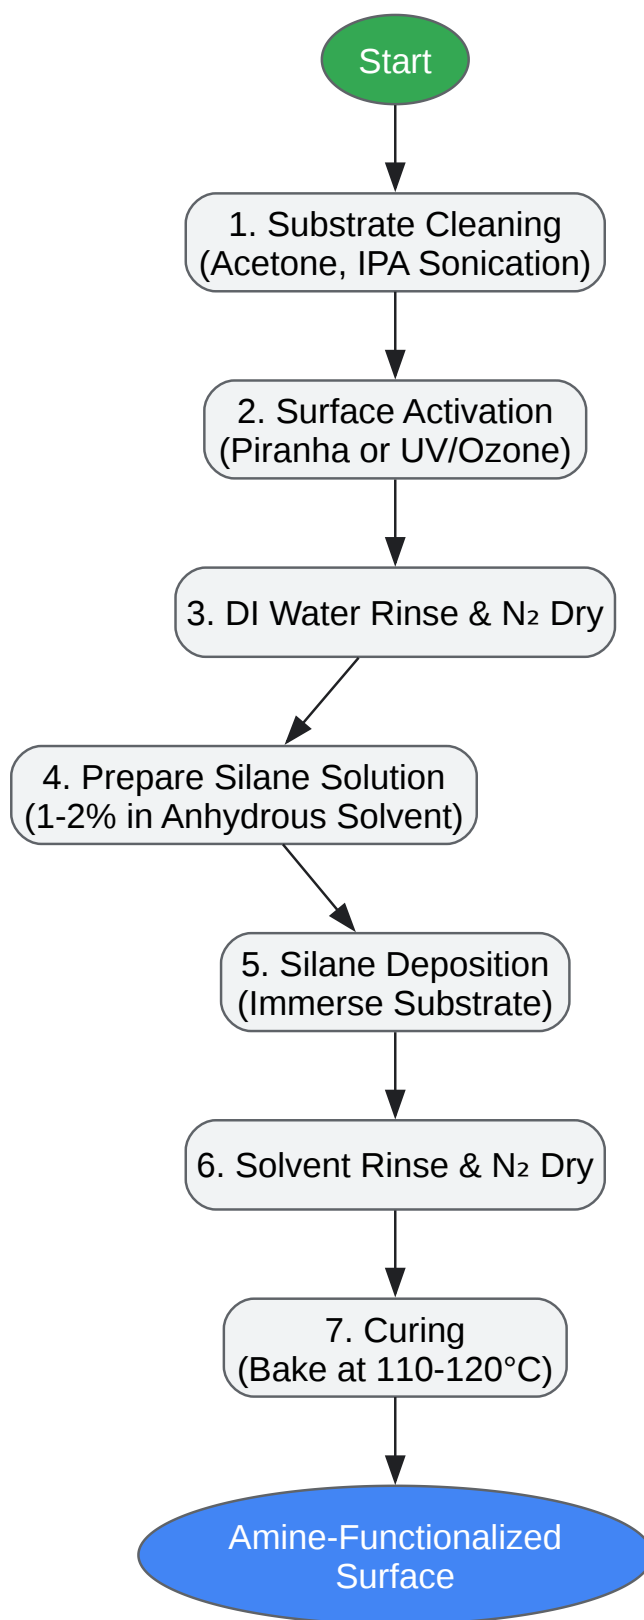 Start
1. Substrate Cleaning
(Acetone, IPA Sonication)
2. Surface Activation
(Piranha or UV/Ozone)
3. DI Water Rinse & N₂ Dry
4. Prepare Silane Solution
(1-2% in Anhydrous Solvent)
5. Silane Deposition
(Immerse Substrate)
6. Solvent Rinse & N₂ Dry
7. Curing
(Bake at 110-120°C)
Amine-Functionalized
Surface